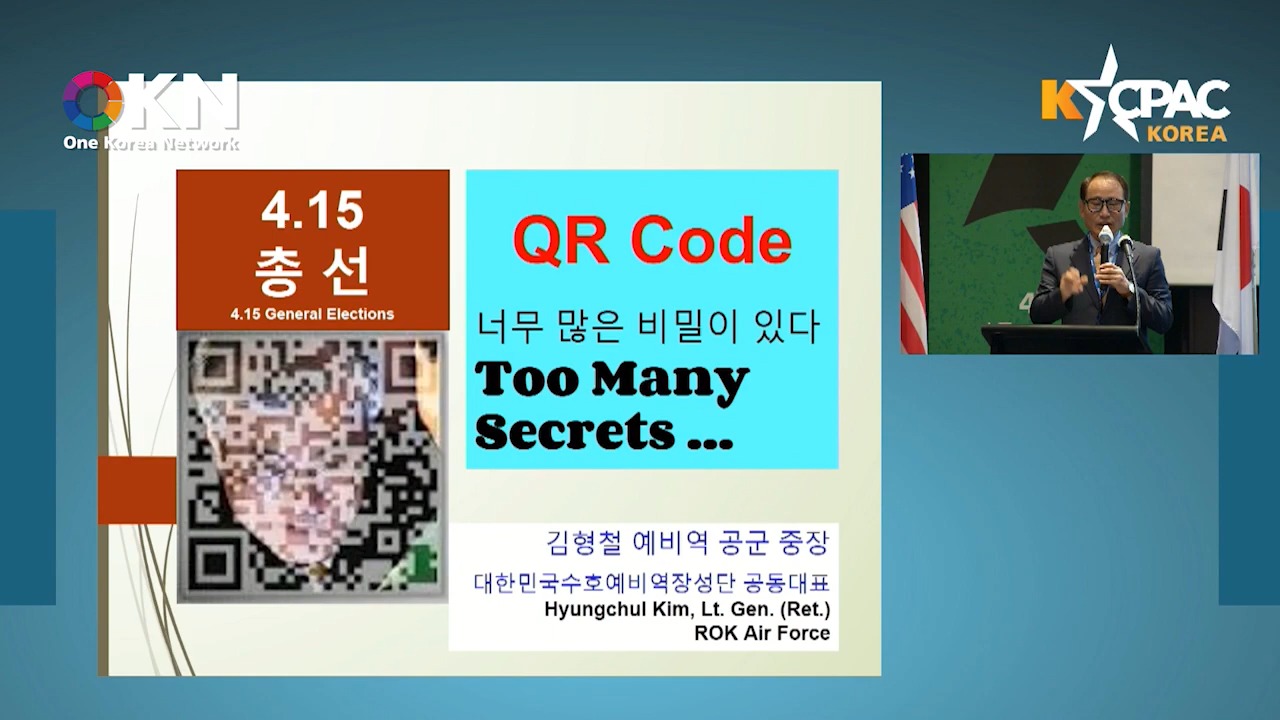 OKN
One Korea Network
K CPAC
KOREA
4.15
총 선
4.15 General Elections
QR Code
너무 많은 비밀이 있다
Too Many
Secrets ...
김형철 예비역 공군 중장
대한민국수호예비역장성단 공동대표
Hyungchul Kim, Lt. Gen. (Ret.)
ROK Air Force
4